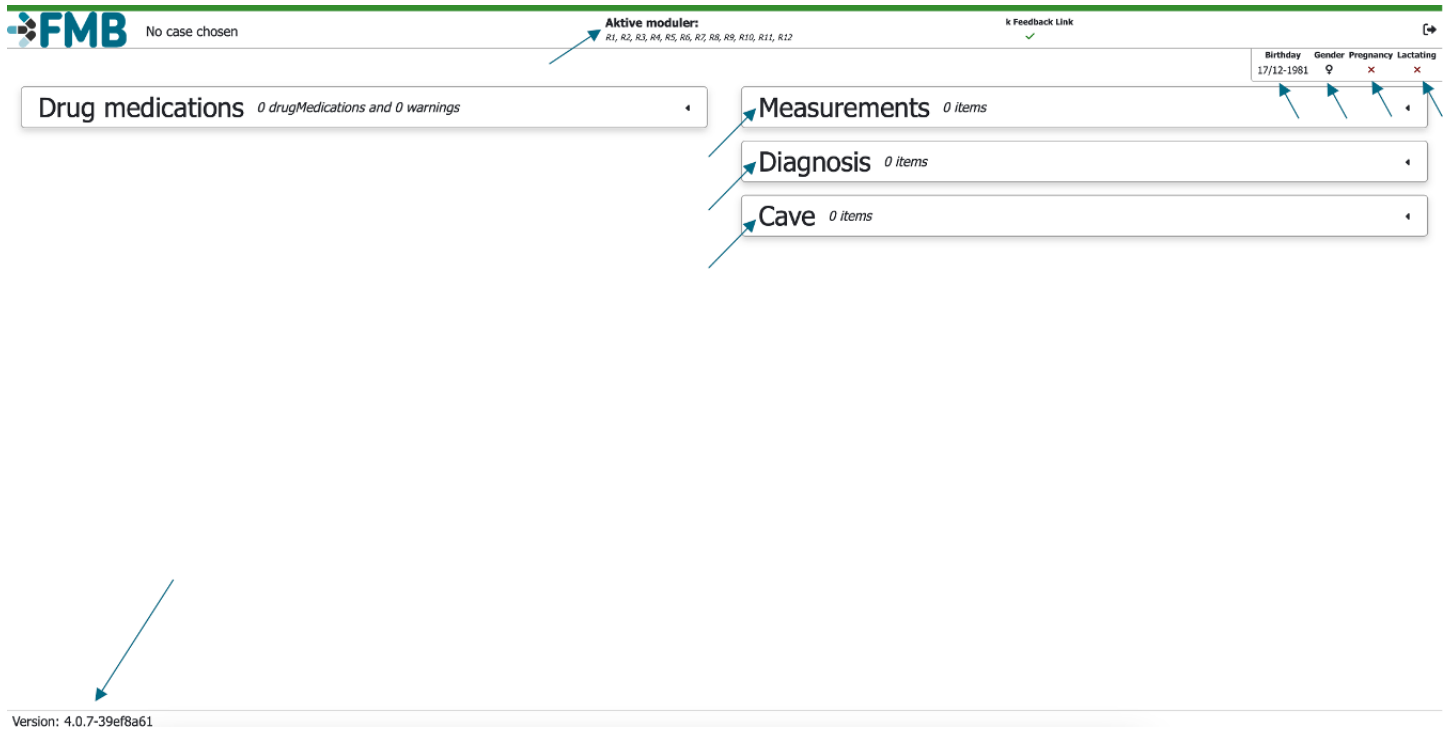 FMB
No case chosen
Aktive moduler:
R1, R2, R3, R4, R5, R6, R7, R8, R9, R10, R11, R12
k Feedback Link
Birthday Gender Pregnancy Lactating
17/12-1981 ♀ × ×
Drug medications 0 drugMedications and 0 warnings
Measurements 0 items
Diagnosis 0 items
Cave 0 items
Version: 4.0.7-39ef8a61